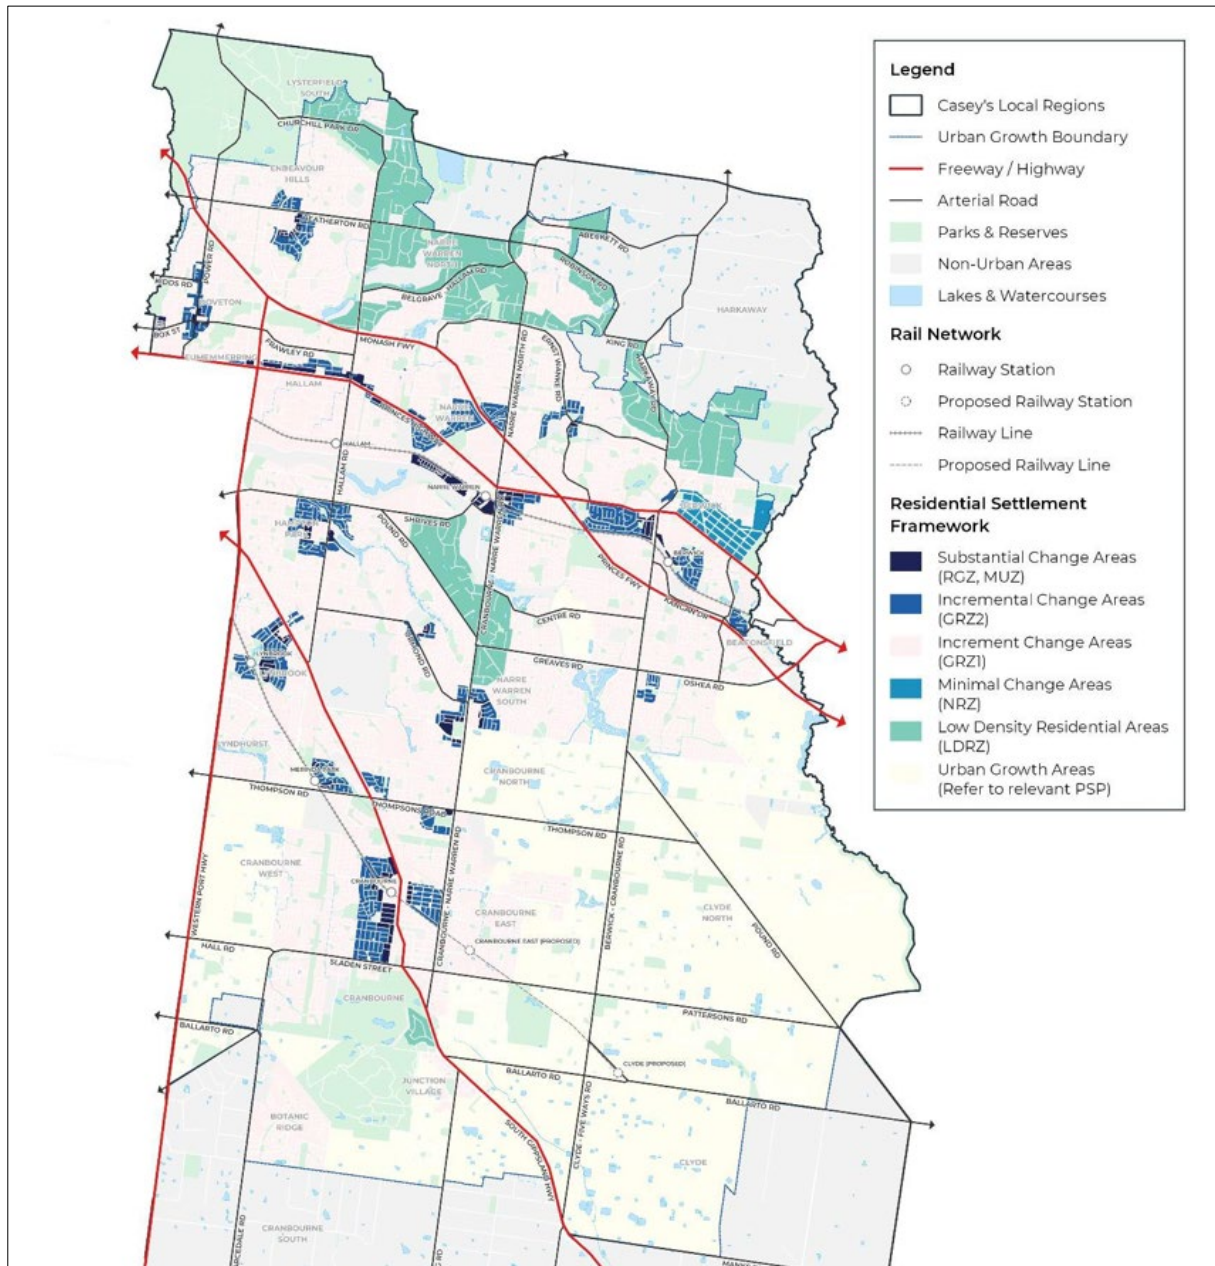 LYSTERFIELD
SOUTH
CHURCHILL PARK DR
ENDEAVOUR
HILLS
HEATHERTON RD
POWER RD
KIDDS RD
DOVETON
BOX ST
EUMEMMERRING
FRAWLEY RD
HALLAM
MONASH FWY
BELGRAVE - HALLAM RD
NARRE
WARREN
NORTH
ROBINSON RD
KING RD
HARKAWAY RD
HARKAWAY
NARRE WARREN NORTH RD
ERNST WANKE RD
NARRE
WARREN
HALLAM
HALLAM RD
NARRE WARREN
SHRIVES RD
POUND RD
BERWICK
BERWICK
PRINCES FWY
KANGAN DR
BEACONSFIELD
CENTRE RD
GREAVES RD
OSHEA RD
NARRE
WARREN
SOUTH
LYNBROOK
LYNBROOK
LYNDHURST
MERINDA PARK
THOMPSON RD
THOMPSONS ROAD
THOMPSON RD
CRANBOURNE
NORTH
CRANBOURNE
WEST
WESTERN PORT HWY
CRANBOURNE
CRANBOURNE - NARRE WARREN RD
CRANBOURNE
EAST
CRANBOURNE EAST [PROPOSED]
BERWICK - CRANBOURNE RD
CLYDE
NORTH
POUND RD
HALL RD
SLADEN STREET
CRANBOURNE
PATTERSONS RD
BALLARTO RD
CLYDE [PROPOSED]
BALLARTO RD
BALLARTO RD
JUNCTION
VILLAGE
BOTANIC
RIDGE
SOUTH GIPPSLAND HWY
CLYDE - FIVE WAYS RD
CLYDE
CRANBOURNE
SOUTH
Legend
Casey's Local Regions
Urban Growth Boundary
Freeway / Highway
Arterial Road
Parks & Reserves
Non-Urban Areas
Lakes & Watercourses
Rail Network
Railway Station
Proposed Railway Station
Railway Line
Proposed Railway Line
Residential Settlement
Framework
Substantial Change Areas
(RGZ, MUZ)
Incremental Change Areas
(GRZ2)
Increment Change Areas
(GRZ1)
Minimal Change Areas
(NRZ)
Low Density Residential Areas
(LDRZ)
Urban Growth Areas
(Refer to relevant PSP)